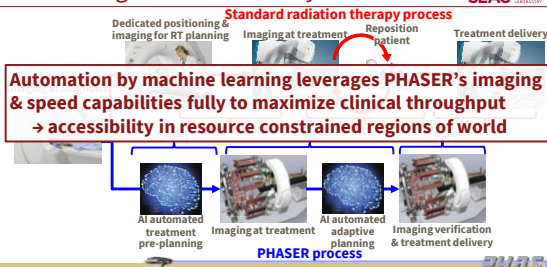 Standard radiation therapy process
Dedicated positioning &
imaging for RT planning
Imaging at treatment
Reposition
patient
Treatment delivery
Automation by machine learning leverages PHASER's imaging
& speed capabilities fully to maximize clinical throughput
→ accessibility in resource constrained regions of world
AI automated
treatment
pre-planning
Imaging at treatment
AI automated
adaptive
planning
Imaging verification
& treatment delivery
PHASER process